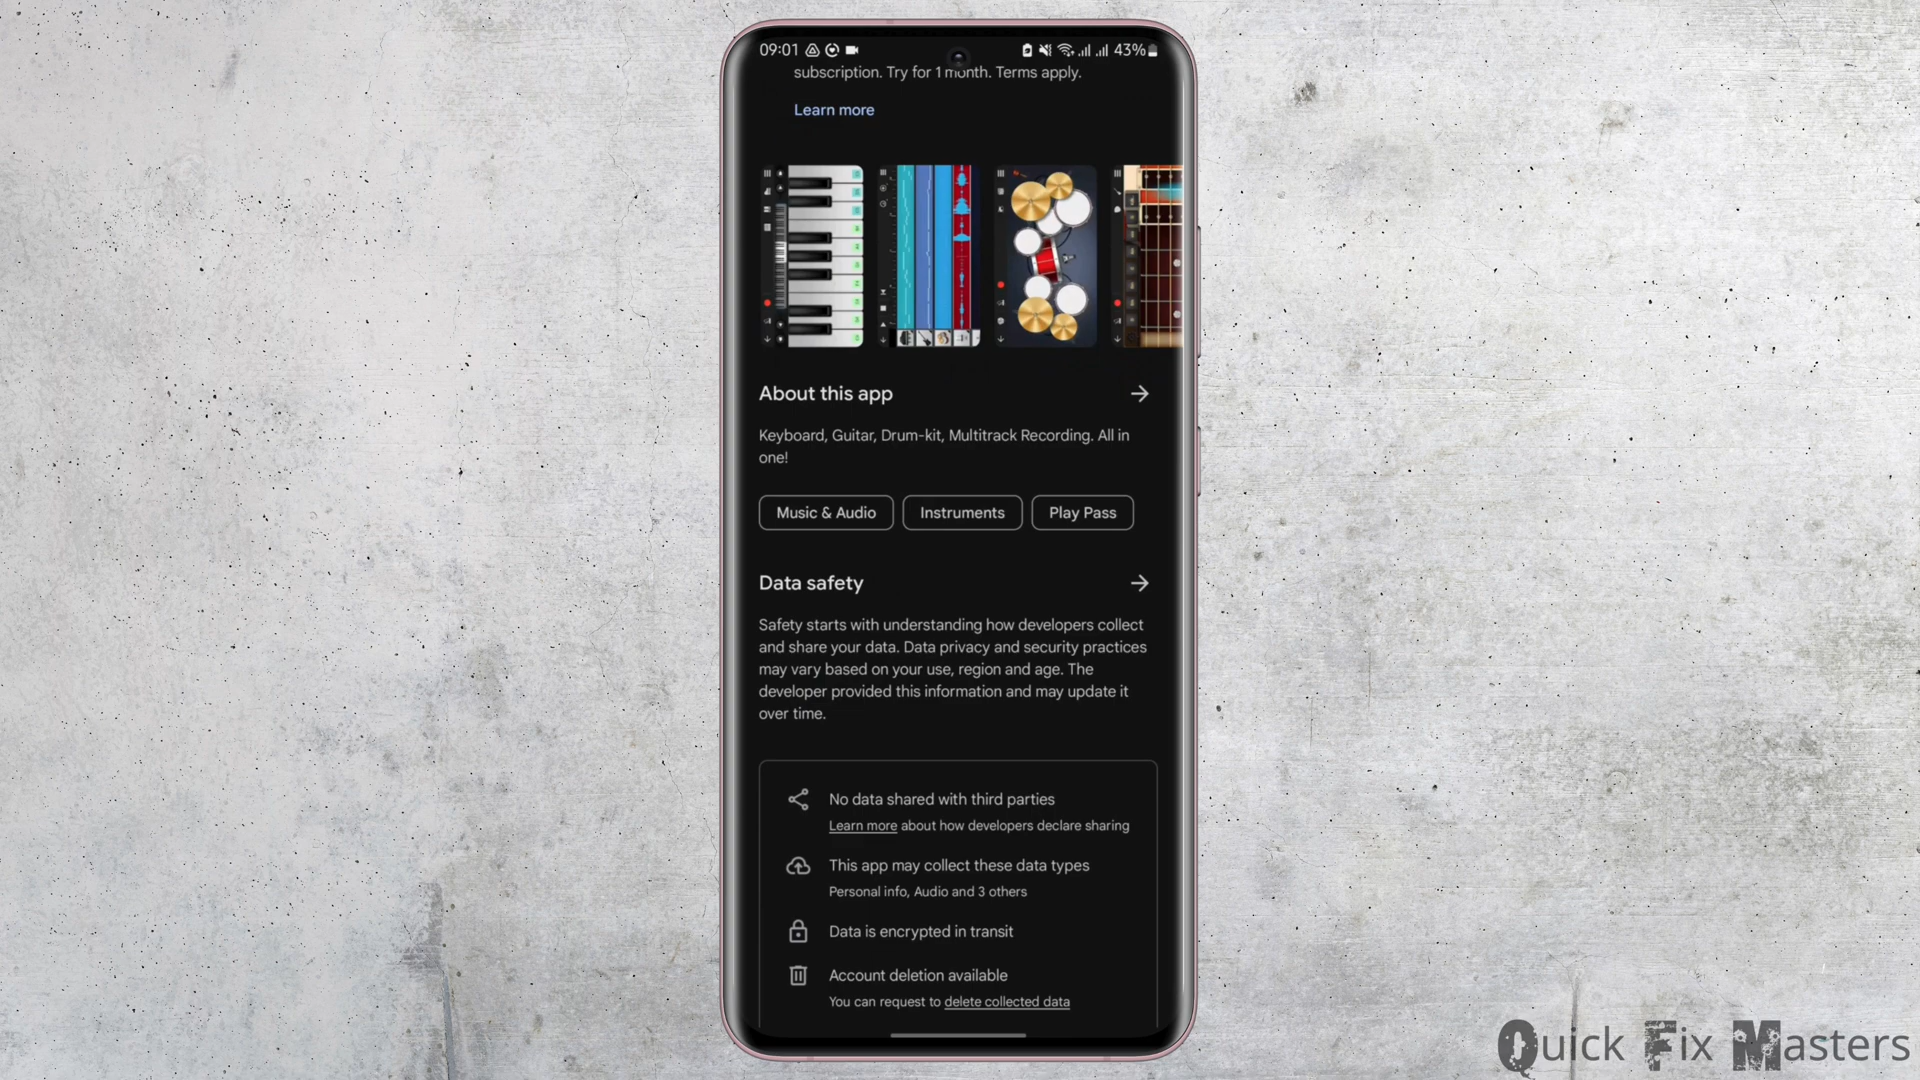 09:01 43%
subscription. Try for 1 month. Terms apply.
Learn more
About this app
Keyboard, Guitar, Drum-kit, Multitrack Recording. All in
one!
Music & Audio Instruments Play Pass
Data safety
Safety starts with understanding how developers collect
and share your data. Data privacy and security practices
may vary based on your use, region and age. The
developer provided this information and may update it
over time.
No data shared with third parties
Learn more about how developers declare sharing
This app may collect these data types
Personal info, Audio and 3 others
Data is encrypted in transit
Account deletion available
You can request to delete collected data
Quick Fix Masters